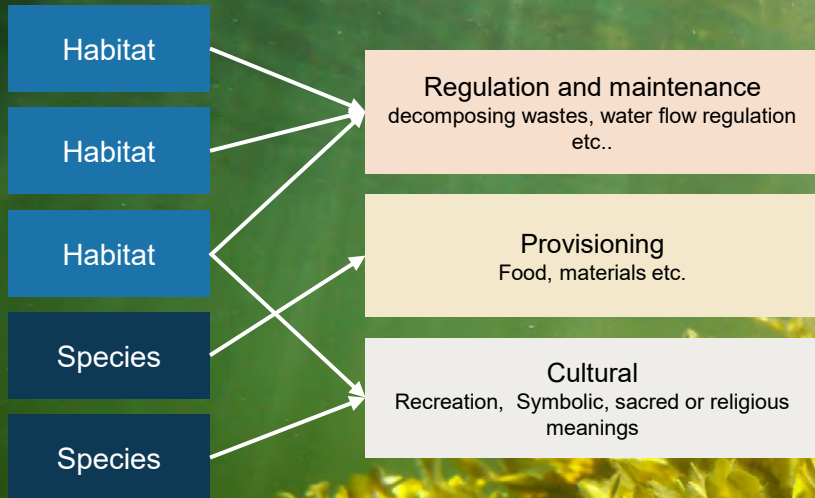 Habitat
Habitat
Habitat
Species
Species
Regulation and maintenance
decomposing wastes, water flow regulation
etc..
Provisioning
Food, materials etc.
Cultural
Recreation,  Symbolic, sacred or religious
meanings